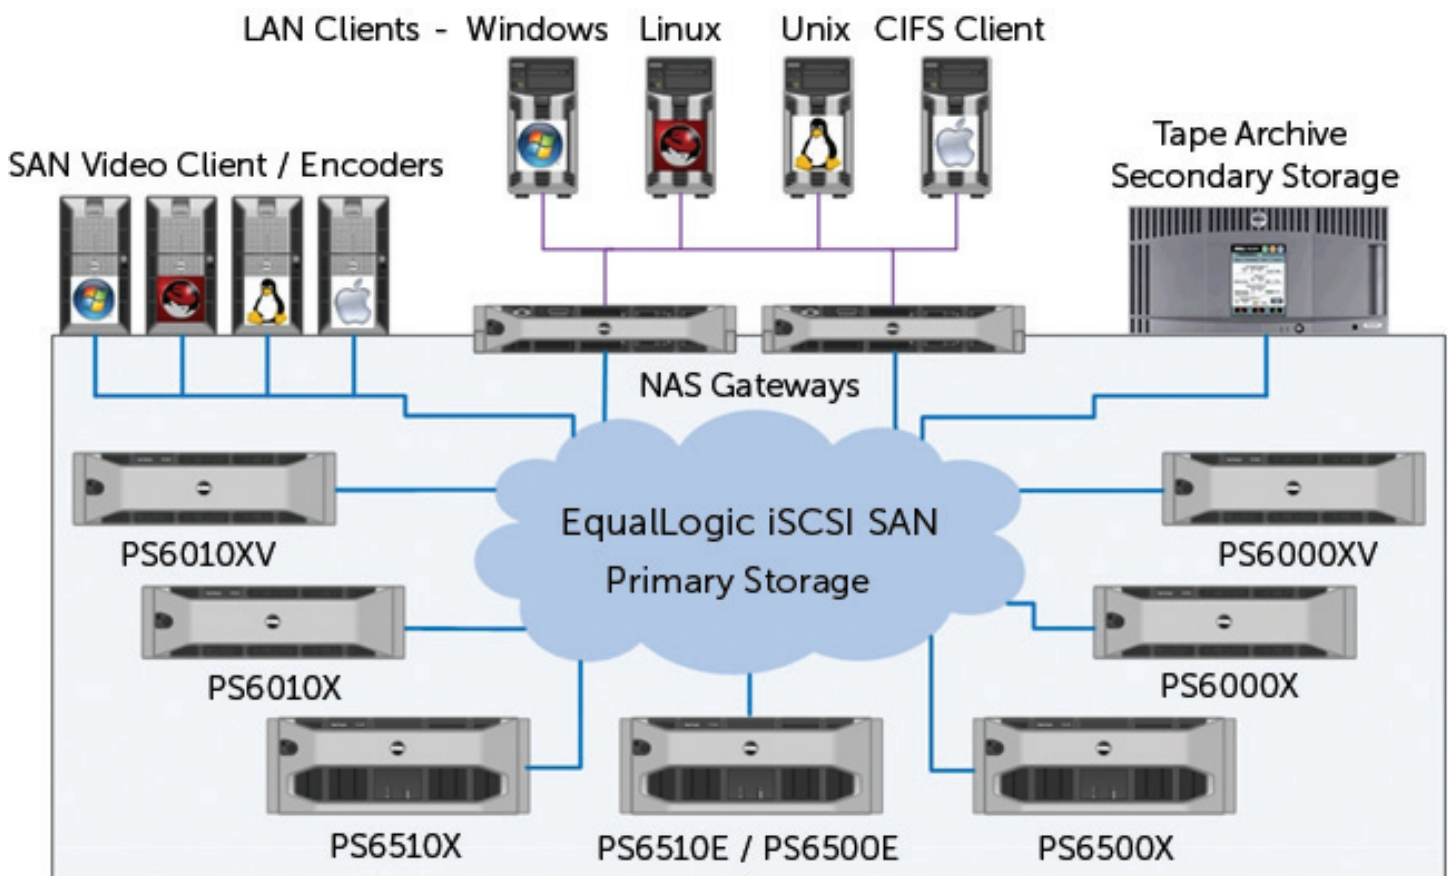 LAN Clients - Windows Linux Unix CIFS Client
SAN Video Client / Encoders
Tape Archive
Secondary Storage
NAS Gateways
EqualLogic iSCSI SAN
Primary Storage
PS6010XV
PS6000XV
PS6010X
PS6000X
PS6510X
PS6510E / PS6500E
PS6500X